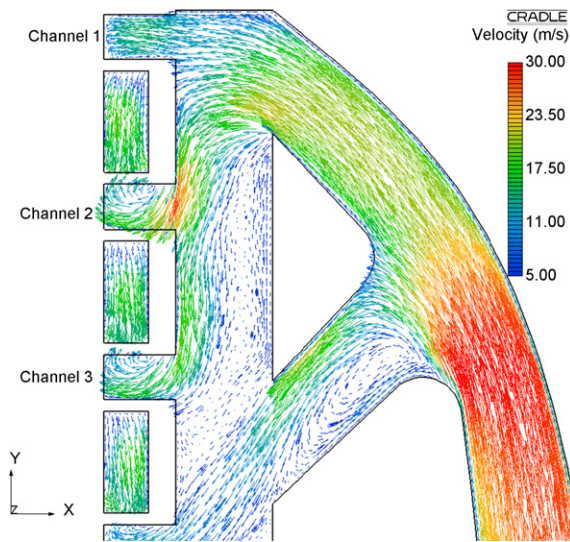 CRADLE
Velocity (m/s)
Channel 1
30.00
23.50
17.50
11.00
5.00
Channel 2
Channel 3
Y
Z
X